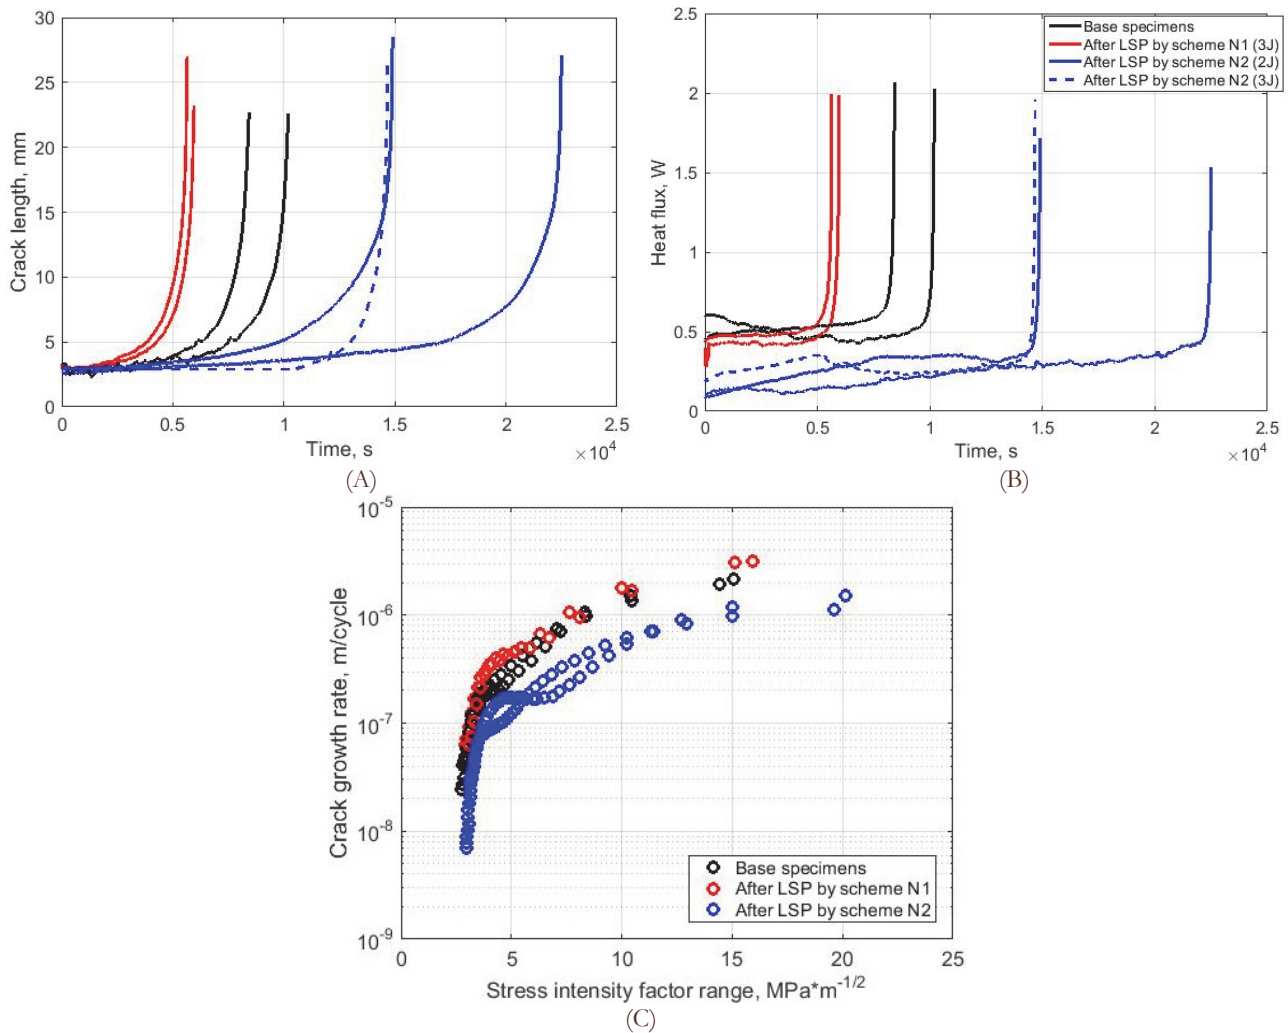 30
25
20
15
10
5
0
Crack length, mm
0
0.5
1
1.5
2
2.5
Time, s
×10^4
(A)
2.5
2
1.5
1
0.5
0
Heat flux, W
Base specimens
After LSP by scheme N1 (3J)
After LSP by scheme N2 (2J)
After LSP by scheme N2 (3J)
0
0.5
1
1.5
2
2.5
Time, s
×10^4
(B)
10^-5
10^-6
10^-7
10^-8
10^-9
Crack growth rate, m/cycle
Base specimens
After LSP by scheme N1
After LSP by scheme N2
0
5
10
15
20
25
Stress intensity factor range, MPa*m^-1/2
(C)